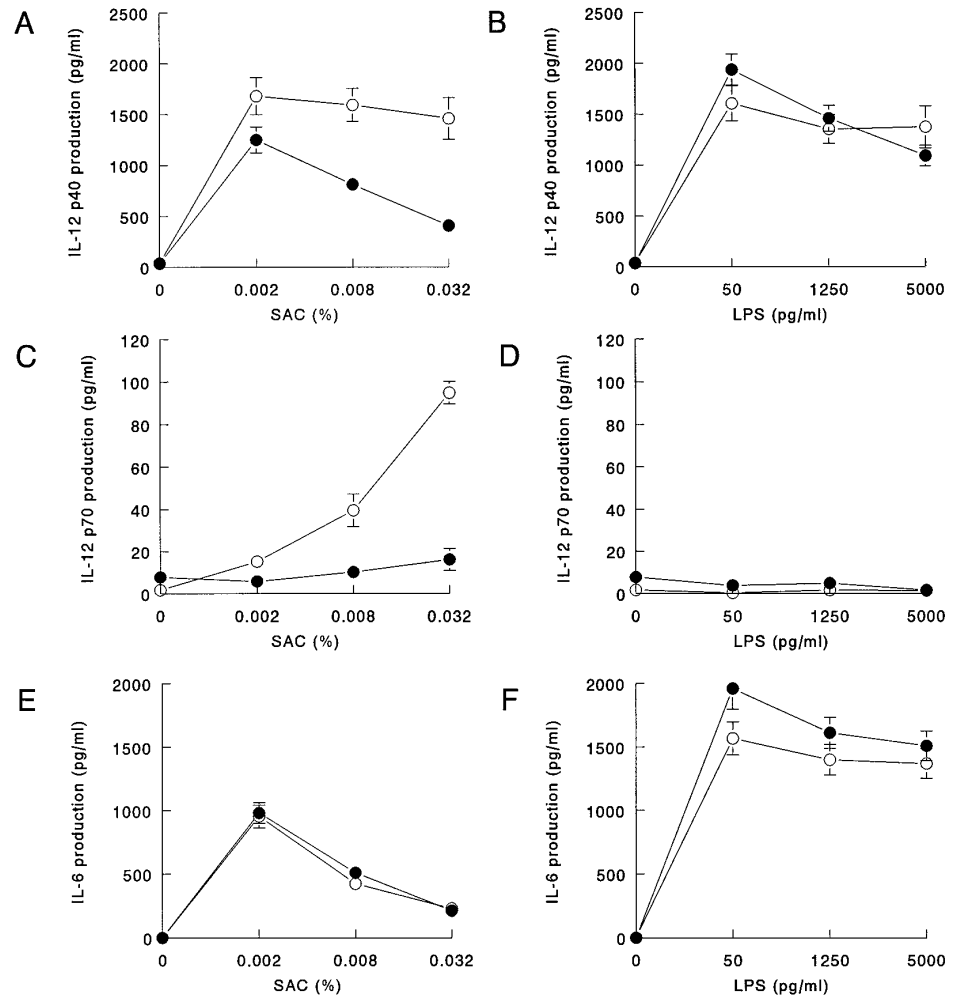 A
IL-12 p40 production (pg/ml)
2500
2000
1500
1000
500
0
0 0.002 0.008 0.032
SAC (%)
B
IL-12 p40 production (pg/ml)
2500
2000
1500
1000
500
0
0 50 1250 5000
LPS (pg/ml)
C
IL-12 p70 production (pg/ml)
120
100
80
60
40
20
0
0 0.002 0.008 0.032
SAC (%)
D
IL-12 p70 production (pg/ml)
120
100
80
60
40
20
0
0 50 1250 5000
LPS (pg/ml)
E
IL-6 production (pg/ml)
2000
1500
1000
500
0
0 0.002 0.008 0.032
SAC (%)
F
IL-6 production (pg/ml)
2000
1500
1000
500
0
0 50 1250 5000
LPS (pg/ml)